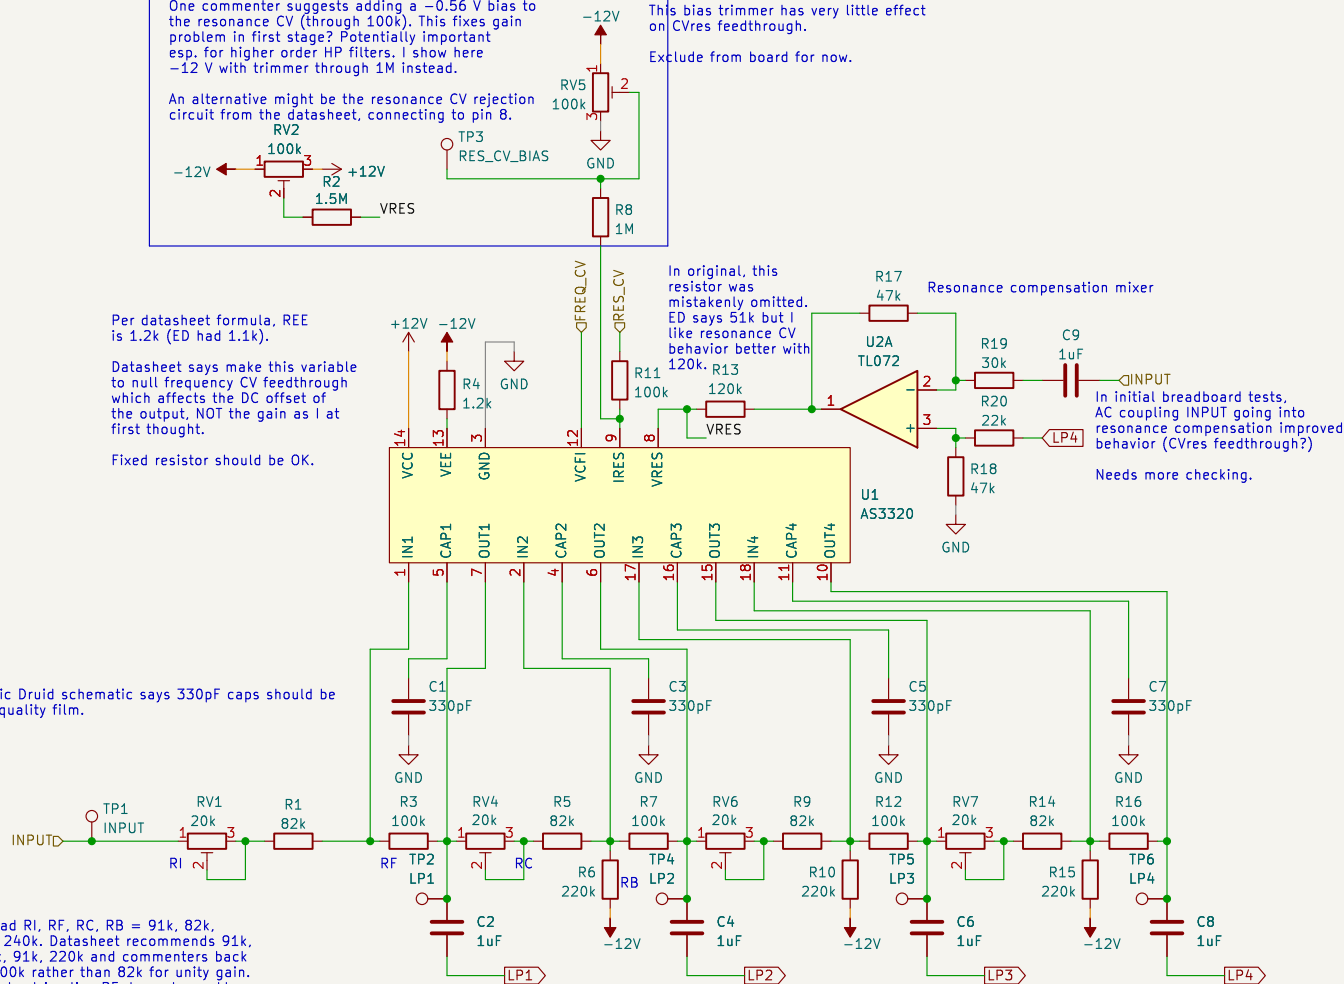 One commenter suggests adding a -0.56 V bias to
the resonance CV (through 100k). This fixes gain
problem in first stage? Potentially important
esp. for higher order HP filters. I show here
-12 V with trimmer through 1M instead.
An alternative might be the resonance CV rejection
circuit from the datasheet, connecting to pin 8.
This bias trimmer has very little effect
on CVres feedthrough.
Exclude from board for now.
-12V
1
RV5
100k
2
3
GND
TP3
RES_CV_BIAS
RV2
100k
-12V
1
3
+12V
2
R2
1.5M
VRES
R8
1M
FREQ_CV
RES_CV
In original, this
resistor was
mistakenly omitted.
ED says 51k but I
like resonance CV
behavior better with
120k.
Resonance compensation mixer
R17
47k
U2A
TL072
R19
30k
C9
1uF
INPUT
R20
22k
LP4
1
2
3
-
+
R18
47k
GND
In initial breadboard tests,
AC coupling INPUT going into
resonance compensation improved
behavior (CVres feedthrough?)
Needs more checking.
Per datasheet formula, REE
is 1.2k (ED had 1.1k).
Datasheet says make this variable
to null frequency CV feedthrough
which affects the DC offset of
the output, NOT the gain as I at
first thought.
Fixed resistor should be OK.
+12V
-12V
R4
1.2k
GND
R11
100k
R13
120k
VRES
14
13
3
12
9
8
VCC
VEE
GND
VCFI
IRES
VRES
U1
AS3320
IN1
CAP1
OUT1
IN2
CAP2
OUT2
IN3
CAP3
OUT3
IN4
CAP4
OUT4
1
5
7
2
4
6
17
16
15
18
11
10
ic Druid schematic says 330pF caps should be
quality film.
C1
330pF
GND
C3
330pF
GND
C5
330pF
GND
C7
330pF
GND
INPUT
TP1
INPUT
RV1
20k
1
3
2
RI
R1
82k
R3
100k
RF
TP2
LP1
RV4
20k
1
3
2
RC
R5
82k
R6
220k
RB
-12V
R7
100k
TP4
LP2
RV6
20k
1
3
2
R9
82k
R10
220k
-12V
R12
100k
TP5
LP3
RV7
20k
1
3
2
R14
82k
R15
220k
-12V
R16
100k
TP6
LP4
C2
1uF
LP1
C4
1uF
LP2
C6
1uF
LP3
C8
1uF
LP4
ad RI, RF, RC, RB = 91k, 82k,
240k. Datasheet recommends 91k,
, 91k, 220k and commenters back
00k rather than 82k for unity gain.